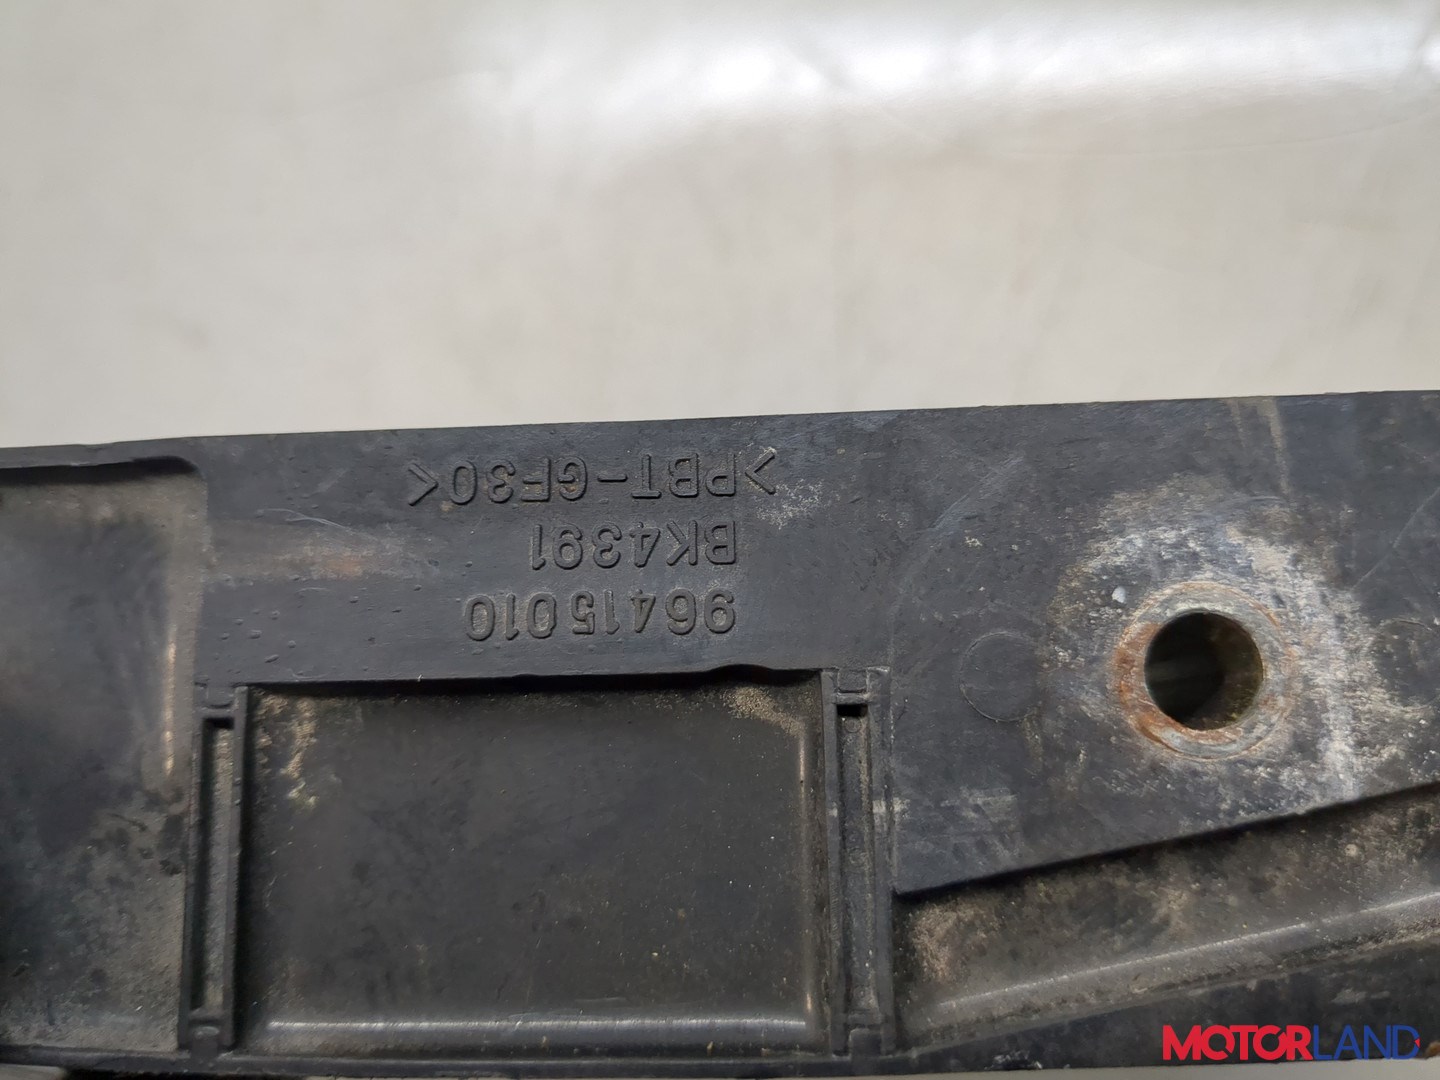 96415010
BK4391
>PBT-GF30<
MOTORLAND